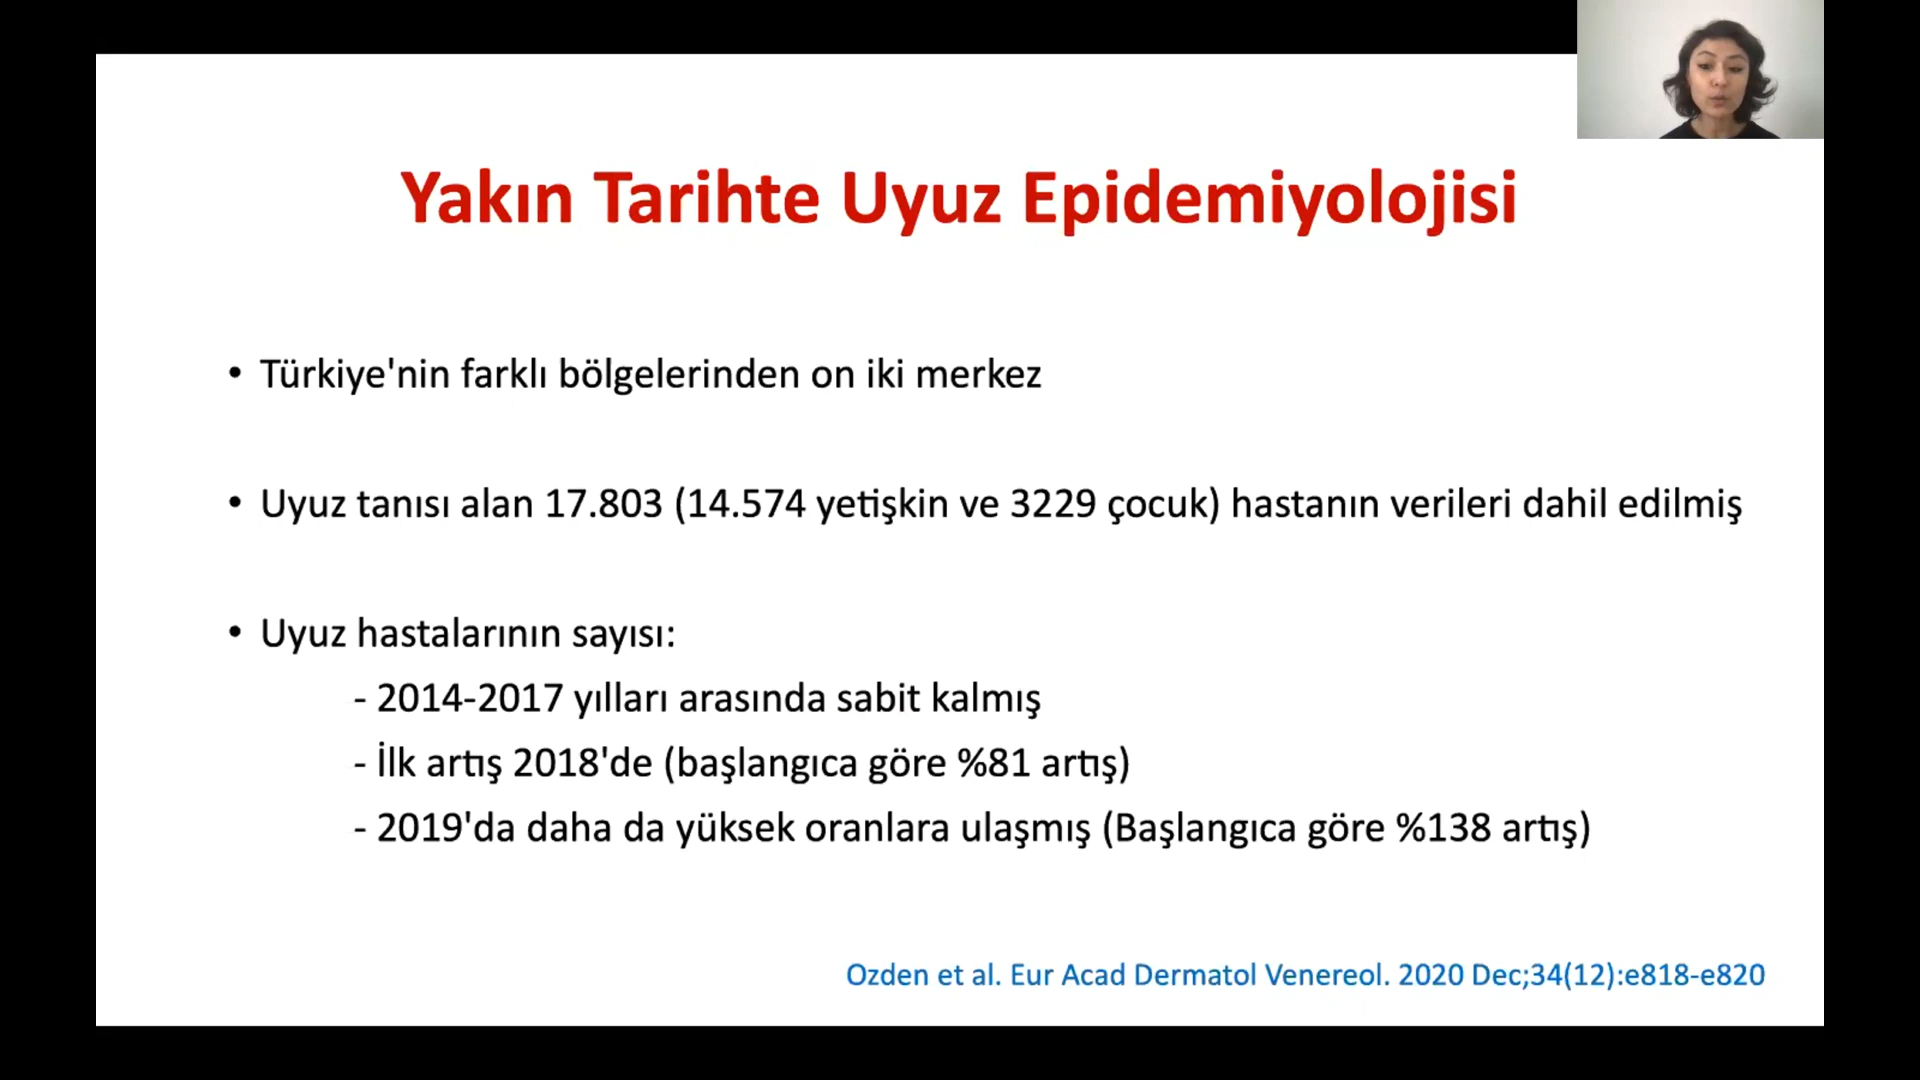 Yakın Tarihte Uyuz Epidemiyolojisi
• Türkiye'nin farklı bölgelerinden on iki merkez
• Uyuz tanısı alan 17.803 (14.574 yetişkin ve 3229 çocuk) hastanın verileri dahil edilmiş
• Uyuz hastalarının sayısı:
- 2014-2017 yılları arasında sabit kalmış
- İlk artış 2018'de (başlangıca göre %81 artış)
- 2019'da daha da yüksek oranlara ulaşmış (Başlangıca göre %138 artış)
Ozden et al. Eur Acad Dermatol Venereol. 2020 Dec;34(12):e818-e820